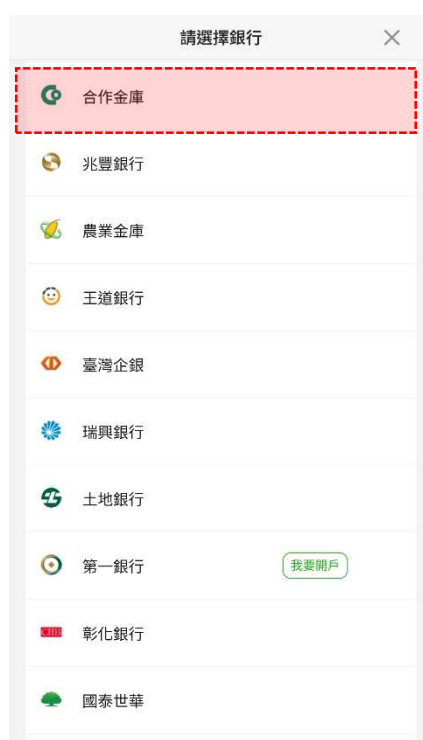 請選擇銀行
合作金庫
兆豐銀行
農業金庫
王道銀行
臺灣企銀
瑞興銀行
土地銀行
第一銀行 我要開戶
彰化銀行
國泰世華